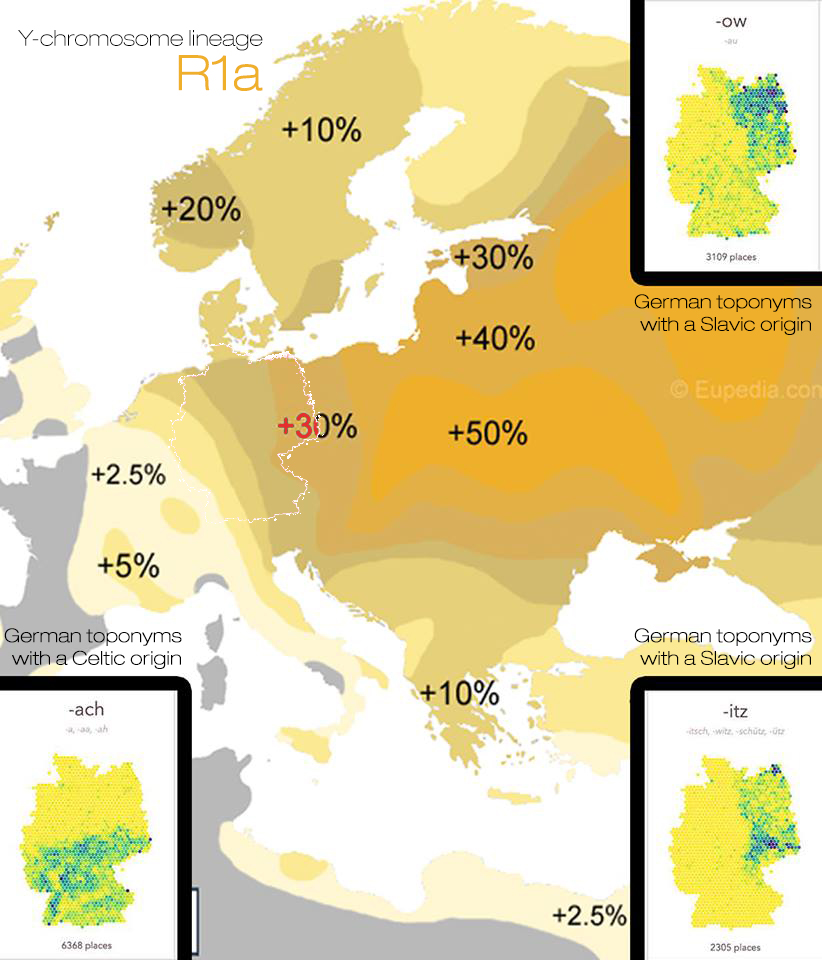 Y-chromosome lineage
R1a
-ow
-au
3109 places
German toponyms
with a Slavic origin
+10%
+20%
+30%
+40%
© Eupedia.com
+30%
+50%
+2.5%
+5%
German toponyms
with a Celtic origin
-ach
-a, -aa, -ah
6368 places
+10%
German toponyms
with a Slavic origin
-itz
-itsch, -witz, -schütz, -ütz
2305 places
+2.5%